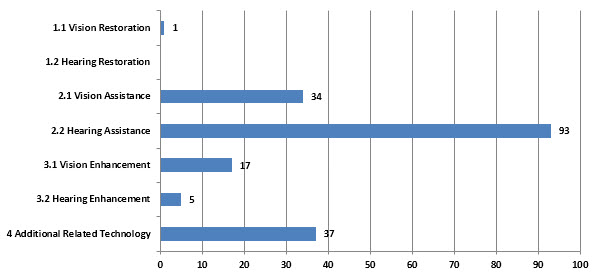 1.1 Vision Restoration 1
1.2 Hearing Restoration
2.1 Vision Assistance 34
2.2 Hearing Assistance 93
3.1 Vision Enhancement 17
3.2 Hearing Enhancement 5
4 Additional Related Technology 37
0 10 20 30 40 50 60 70 80 90 100